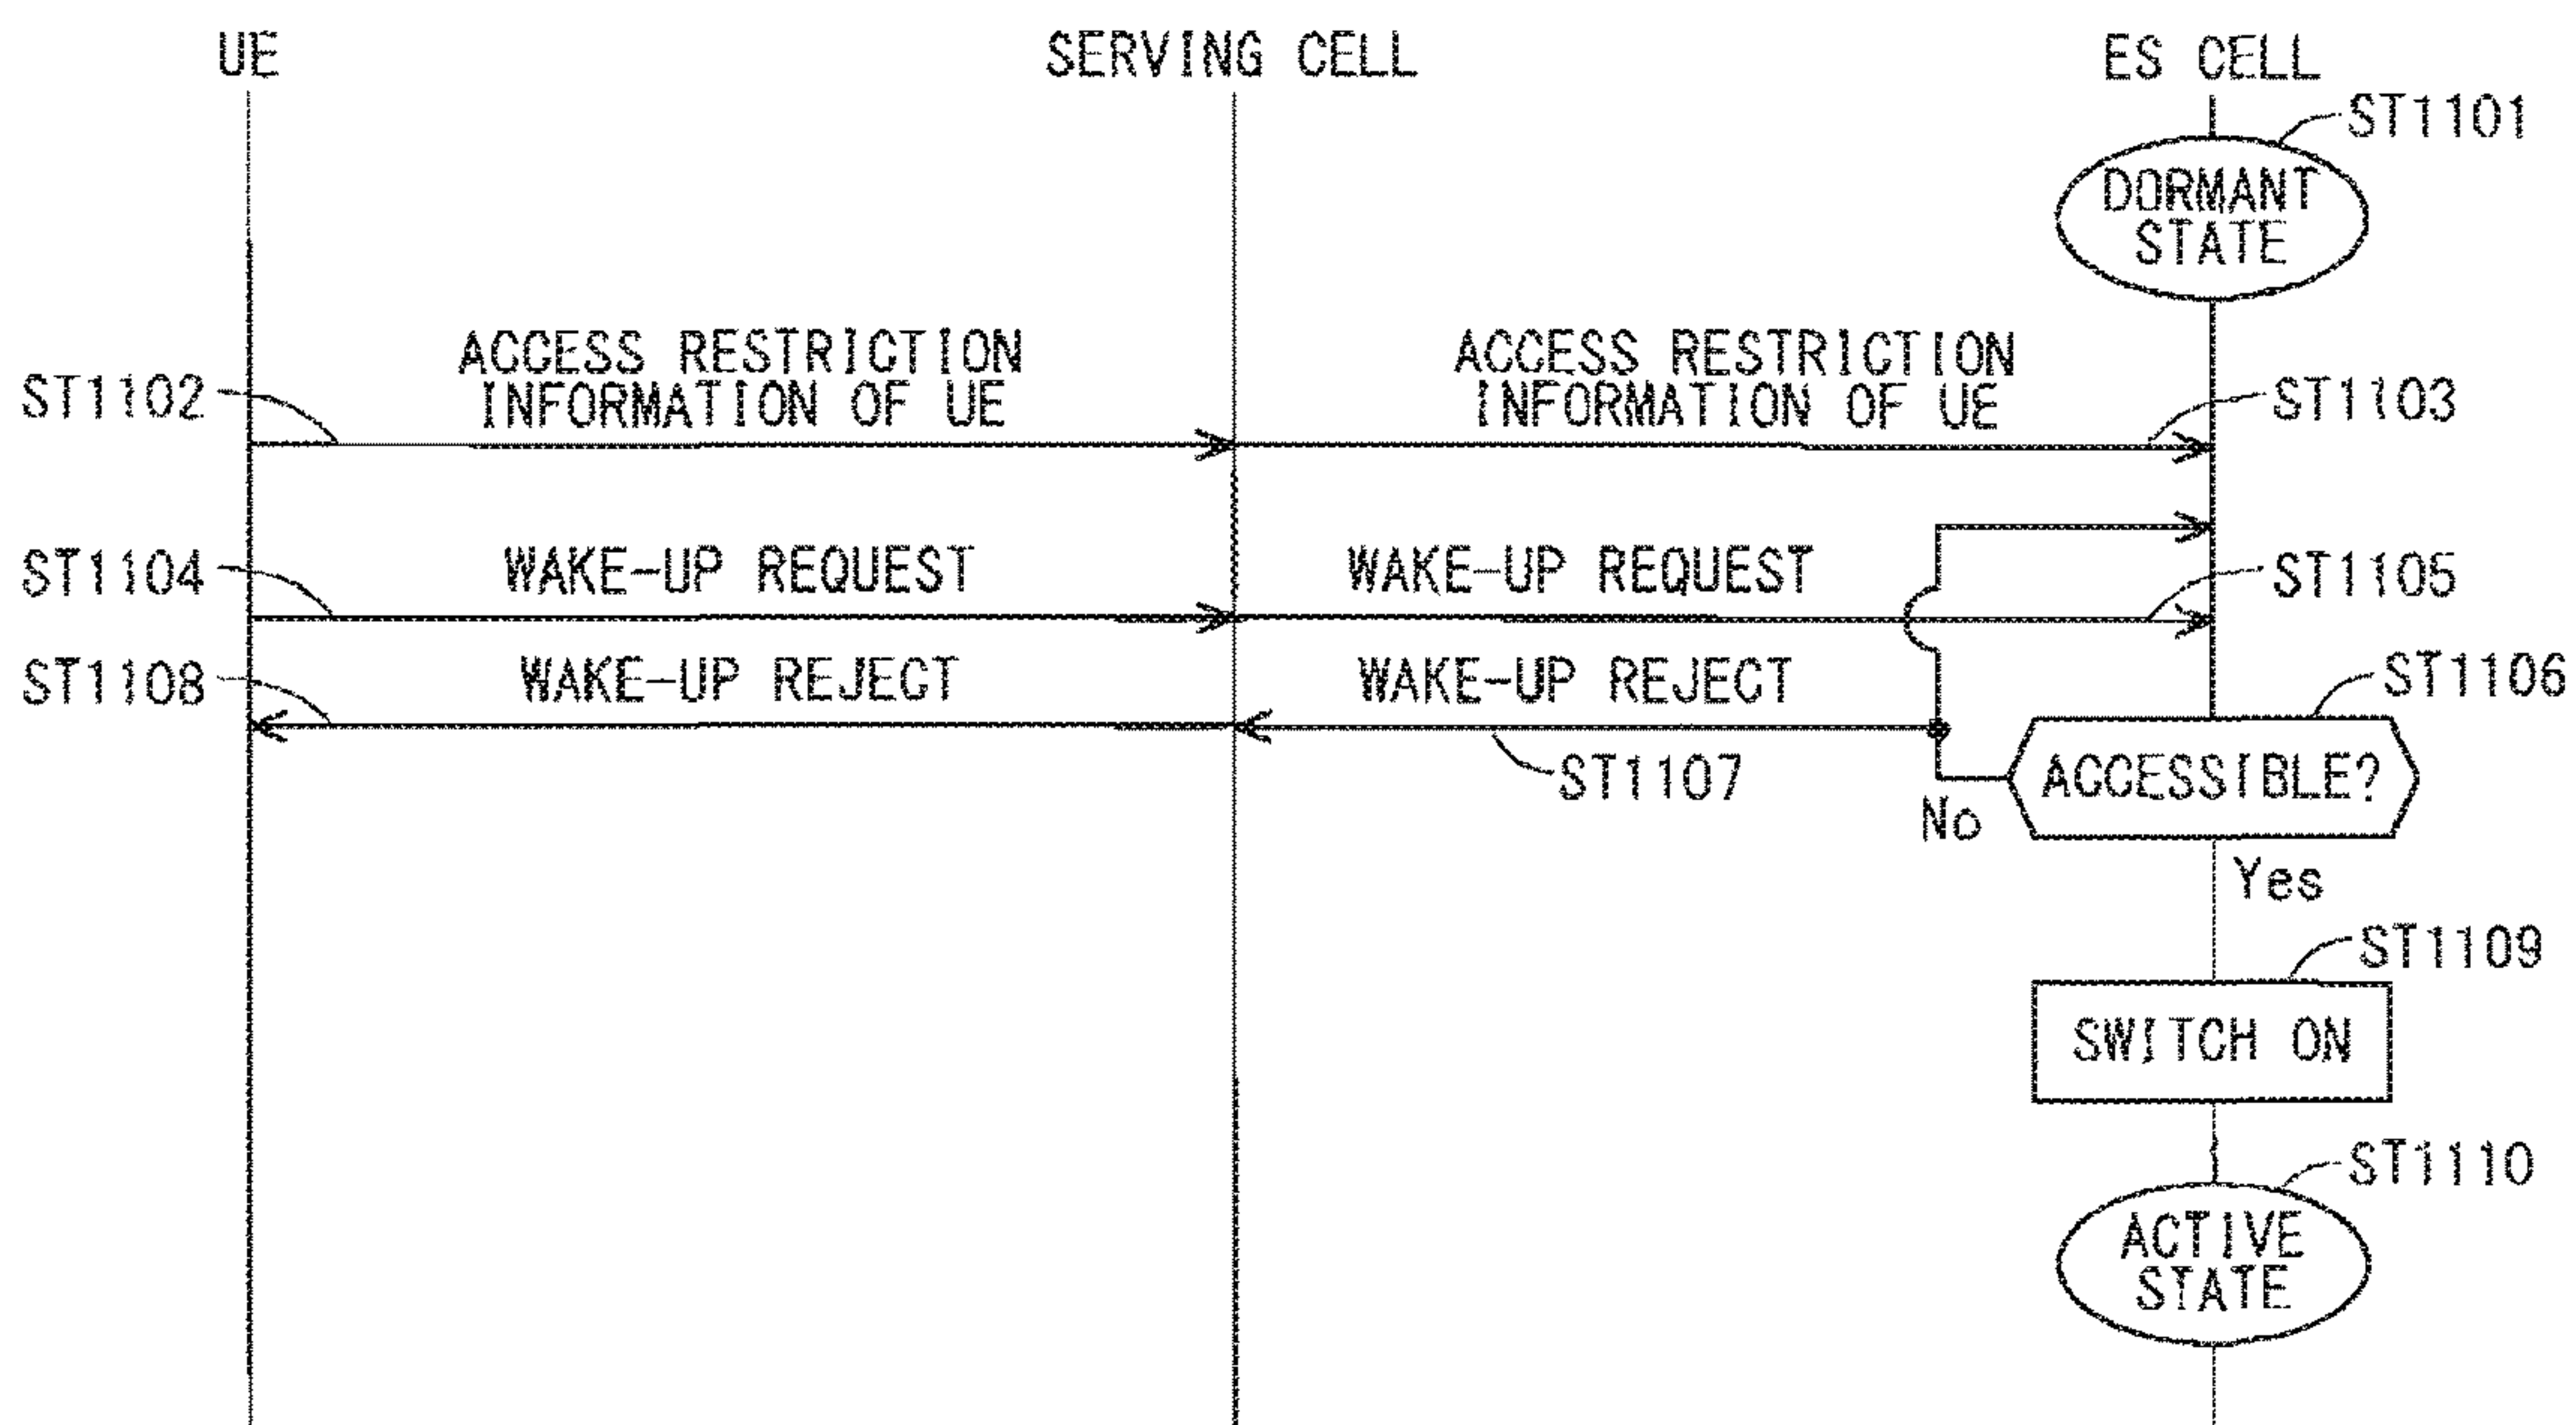 UE
SERVING CELL
ES CELL
ST1101
DORMANT
STATE
ACCESS RESTRICTION
INFORMATION OF UE
ACCESS RESTRICTION
INFORMATION OF UE
ST1102
ST1103
ST1104
WAKE-UP REQUEST
WAKE-UP REQUEST
ST1105
ST1108
WAKE-UP REJECT
WAKE-UP REJECT
ST1106
ST1107
ACCESSIBLE?
No
Yes
ST1109
SWITCH ON
ST1110
ACTIVE
STATE